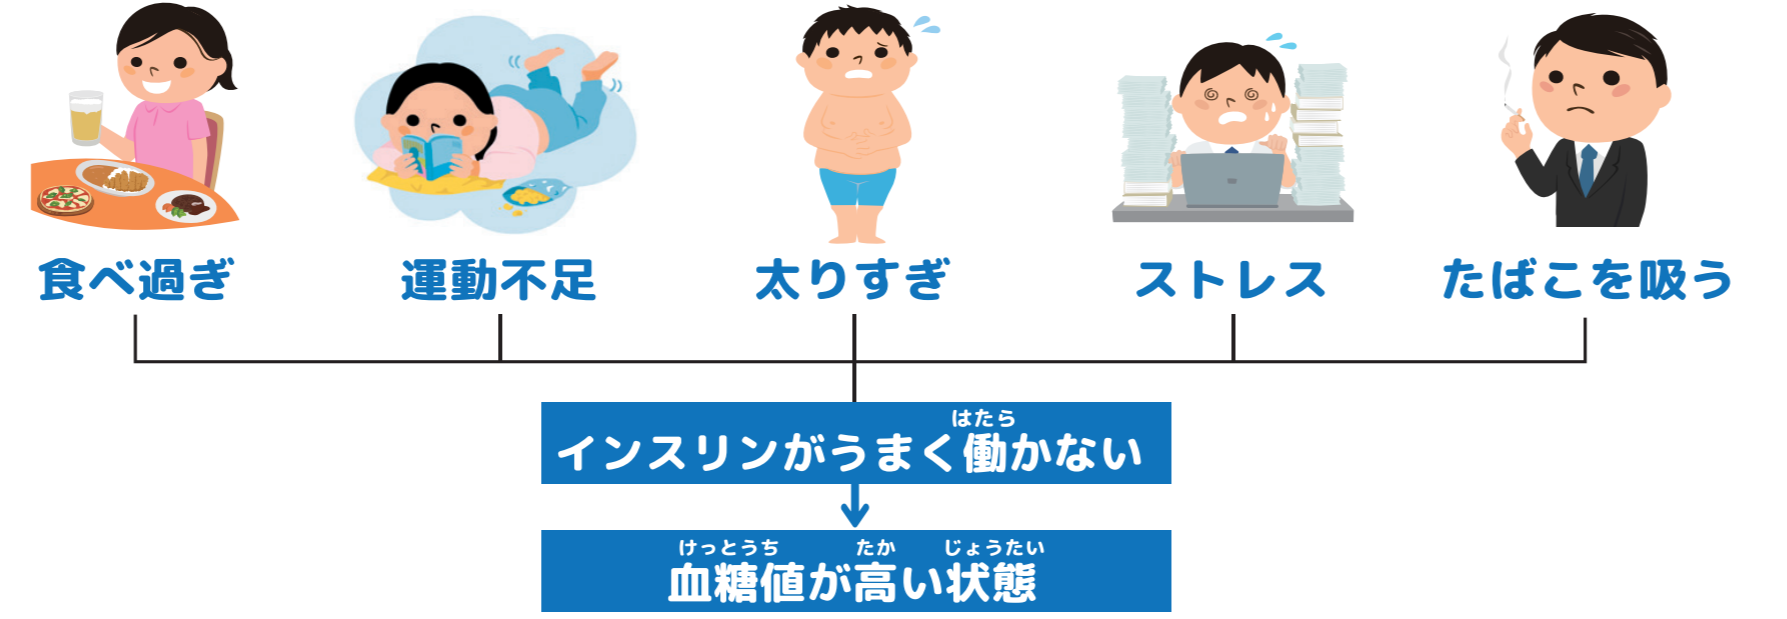 食べ過ぎ
運動不足
太りすぎ
ストレス
たばこを吸う
はたら
インスリンがうまく働かない
けっとうち たか じょうたい
血糖値が高い状態